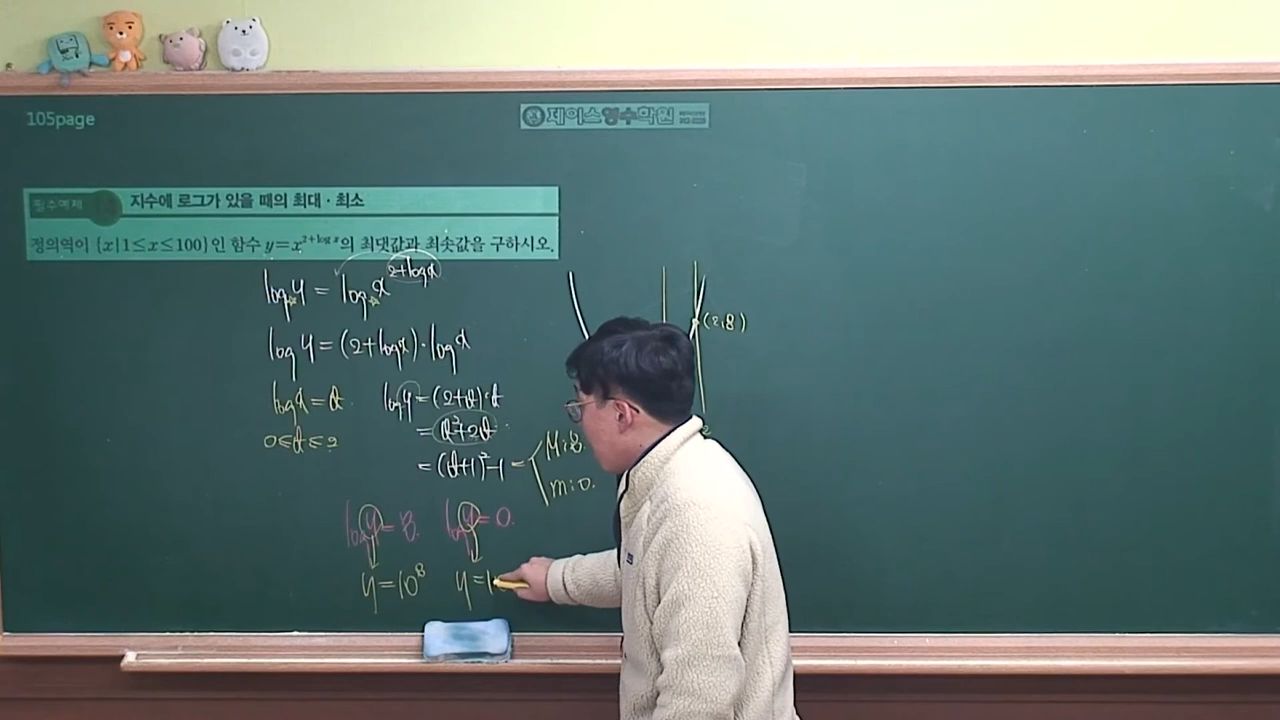 105page
제이스영수학원
필수예제
지수에 로그가 있을 때의 최대·최소
정의역이 {x|1≤x≤100}인 함수 y=x^{2+log x}의 최댓값과 최솟값을 구하시오.
log y = log x^{2+log x}
log y = (2+log x)·log x
log x = t
0≤t≤2
log y = (2+t)·t
= t²+2t
= (t+1)²-1 =
M:8.
m:0.
(2,8)
2
log y = 8.
log y = 0.
y=10⁸
y=1